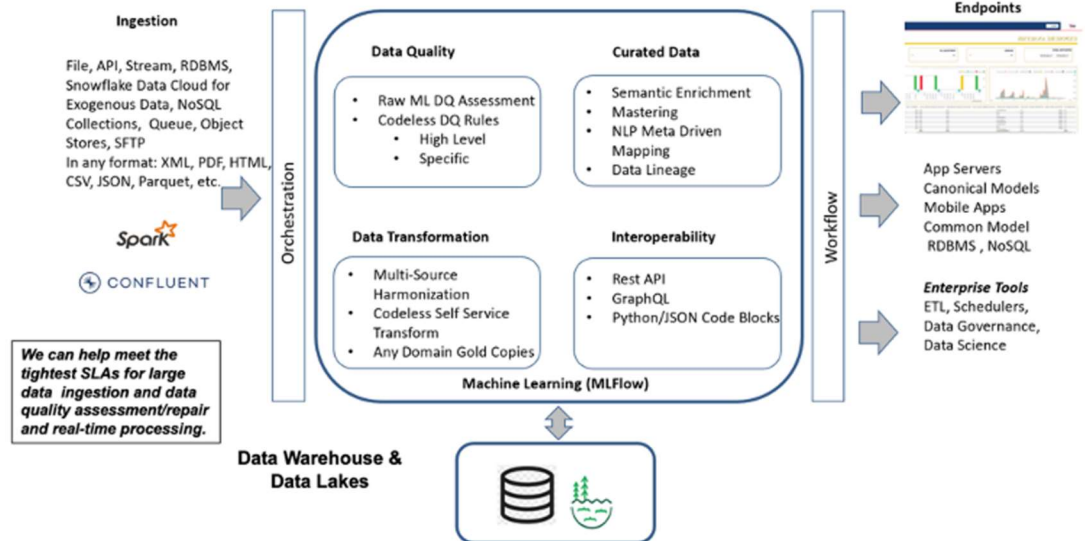 Ingestion
File, API, Stream, RDBMS,
Snowflake Data Cloud for
Exogenous Data, NoSQL
Collections, Queue, Object
Stores, SFTP
In any format: XML, PDF, HTML,
CSV, JSON, Parquet, etc.
Spark
CONFLUENT
We can help meet the
tightest SLAs for large
data ingestion and data
quality assessment/repair
and real-time processing.
Orchestration
Data Quality
• Raw ML DQ Assessment
• Codeless DQ Rules
• High Level
• Specific
Curated Data
• Semantic Enrichment
• Mastering
• NLP Meta Driven
Mapping
• Data Lineage
Data Transformation
• Multi-Source
Harmonization
• Codeless Self Service
Transform
• Any Domain Gold Copies
Interoperability
• Rest API
• GraphQL
• Python/JSON Code Blocks
Machine Learning (MLFlow)
Workflow
Data Warehouse &
Data Lakes
Endpoints
App Servers
Canonical Models
Mobile Apps
Common Model
RDBMS , NoSQL
Enterprise Tools
ETL, Schedulers,
Data Governance,
Data Science